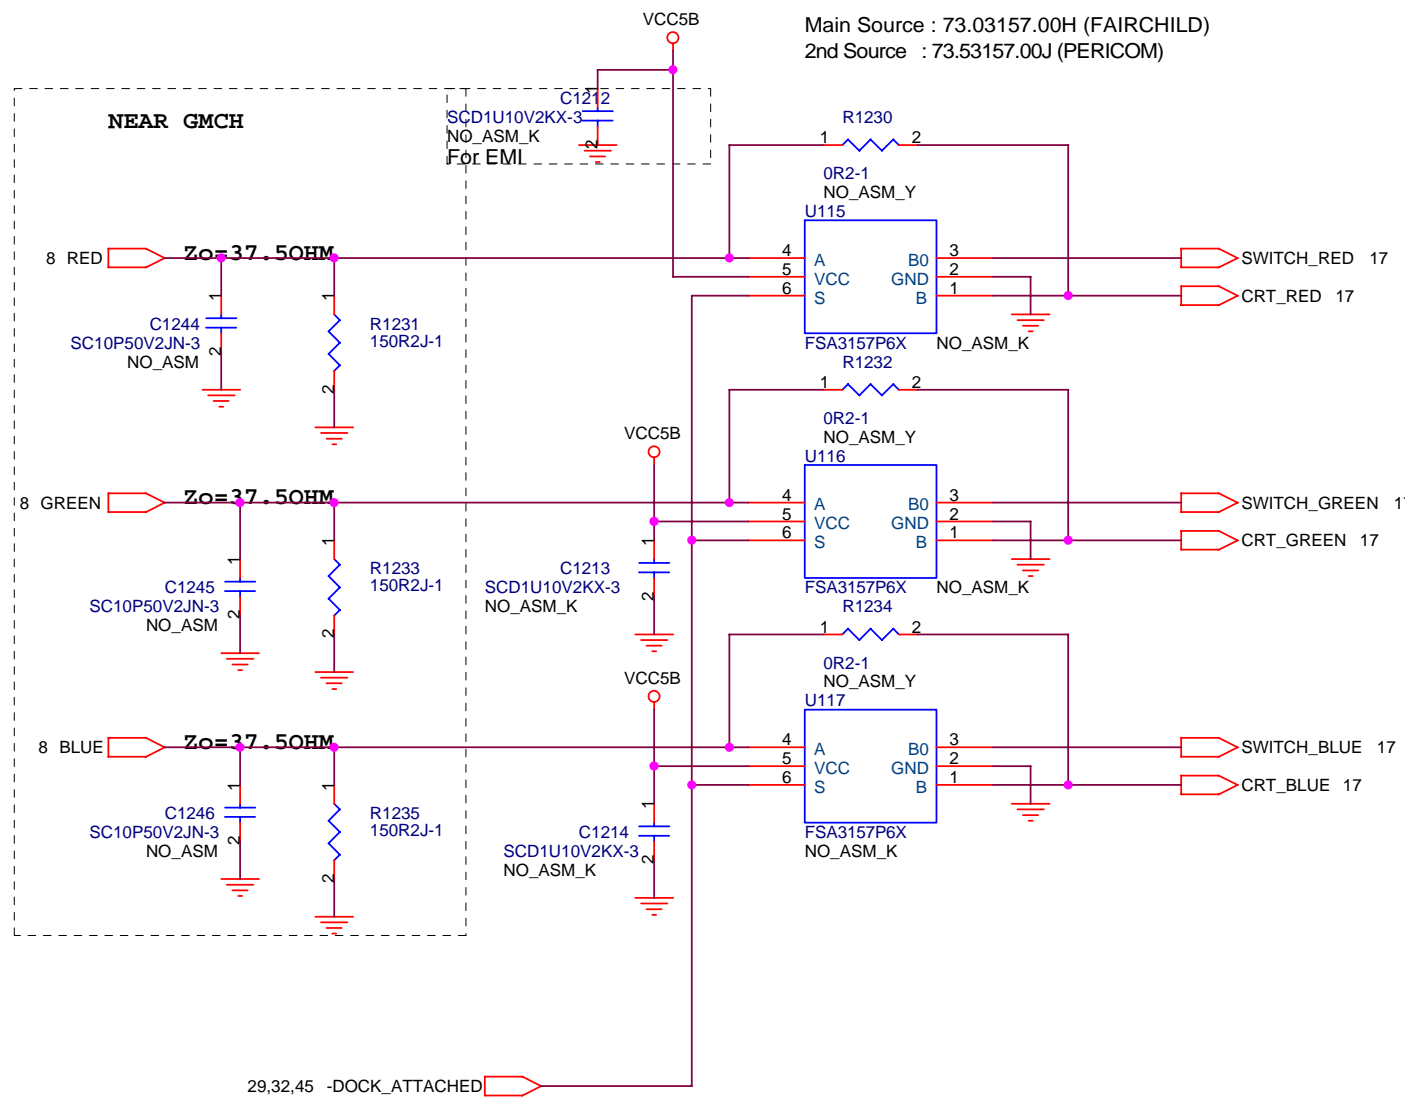 VCC5B
Main Source : 73.03157.00H (FAIRCHILD)
2nd Source : 73.53157.00J (PERICOM)
NEAR GMCH
C1212
SCD1U10V2KX-3
NO_ASM_K
For EMI
2
R1230
1 2
0R2-1
NO_ASM_Y
U115
8 RED
Zo=37.5OHM
4 A B0 3
5 VCC GND 2
6 S B 1
SWITCH_RED 17
CRT_RED 17
1
C1244
SC10P50V2JN-3
NO_ASM
2
1
R1231
150R2J-1
2
FSA3157P6X
NO_ASM_K
R1232
1 2
0R2-1
NO_ASM_Y
VCC5B
U116
8 GREEN
Zo=37.5OHM
4 A B0 3
5 VCC GND 2
6 S B 1
SWITCH_GREEN
CRT_GREEN 17
1
C1245
SC10P50V2JN-3
NO_ASM
2
1
R1233
150R2J-1
2
1
C1213
SCD1U10V2KX-3
NO_ASM_K
2
FSA3157P6X
NO_ASM_K
R1234
1 2
0R2-1
NO_ASM_Y
VCC5B
U117
8 BLUE
Zo=37.5OHM
4 A B0 3
5 VCC GND 2
6 S B 1
SWITCH_BLUE 17
CRT_BLUE 17
1
C1246
SC10P50V2JN-3
NO_ASM
2
1
R1235
150R2J-1
2
1
C1214
SCD1U10V2KX-3
NO_ASM_K
2
FSA3157P6X
NO_ASM_K
29,32,45 -DOCK_ATTACHED